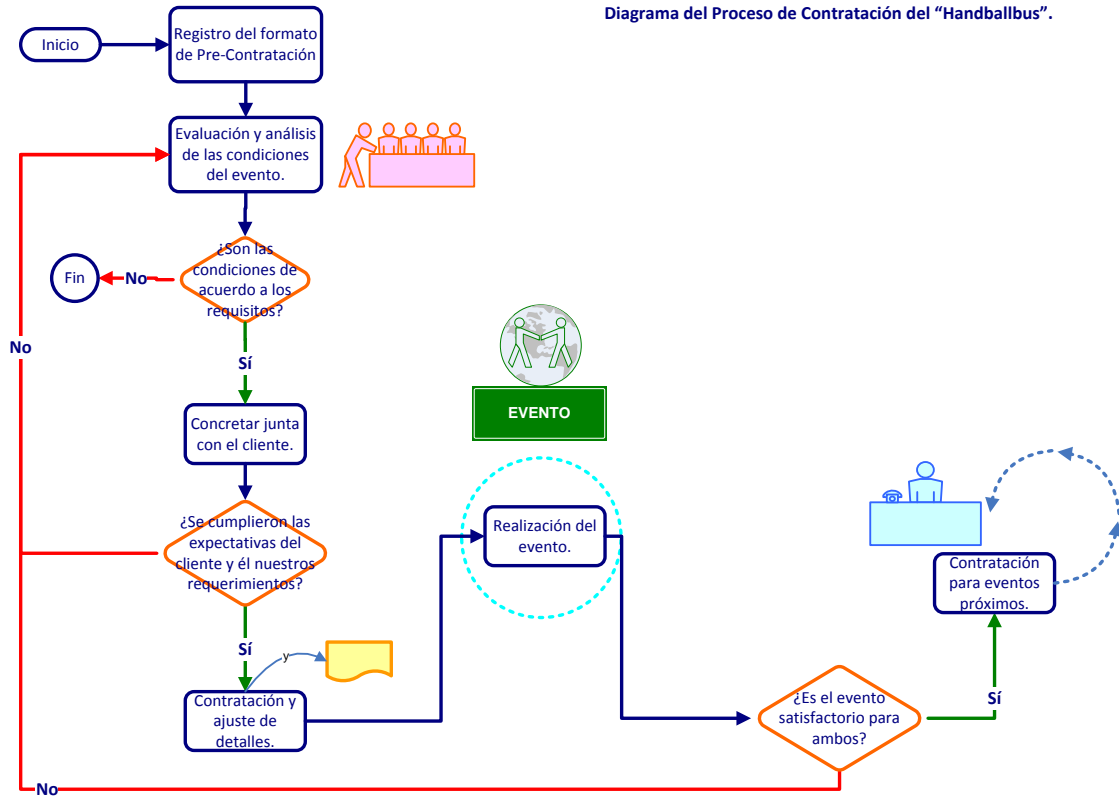 Diagrama del Proceso de Contratación del “Handballbus”.
Inicio
Registro del formato
de Pre-Contratación
Evaluación y análisis
de las condiciones
del evento.
¿Son las
condiciones de
acuerdo a los
requisitos?
No
Fin
Sí
Concretar junta
con el cliente.
¿Se cumplieron las
expectativas del
cliente y él nuestros
requerimientos?
No
Sí
y
Contratación y
ajuste de
detalles.
EVENTO
Realización del
evento.
¿Es el evento
satisfactorio para
ambos?
Sí
Contratación
para eventos
próximos.
No